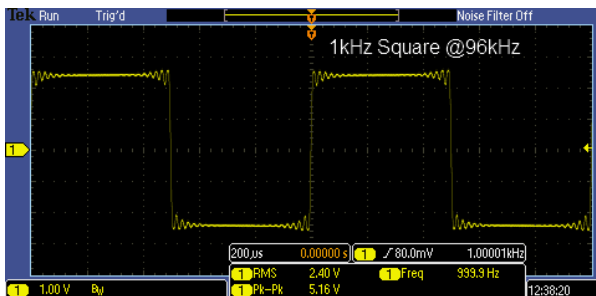 Tek Run Trig'd Noise Filter Off
1kHz Square @96kHz
1
200µs 0.00000 s 1 80.0mV 1.00001kHz
1 RMS 2.40 V 1 Freq 999.9 Hz
1 Pk-Pk 5.16 V
1 1.00 V BW 12:38:20